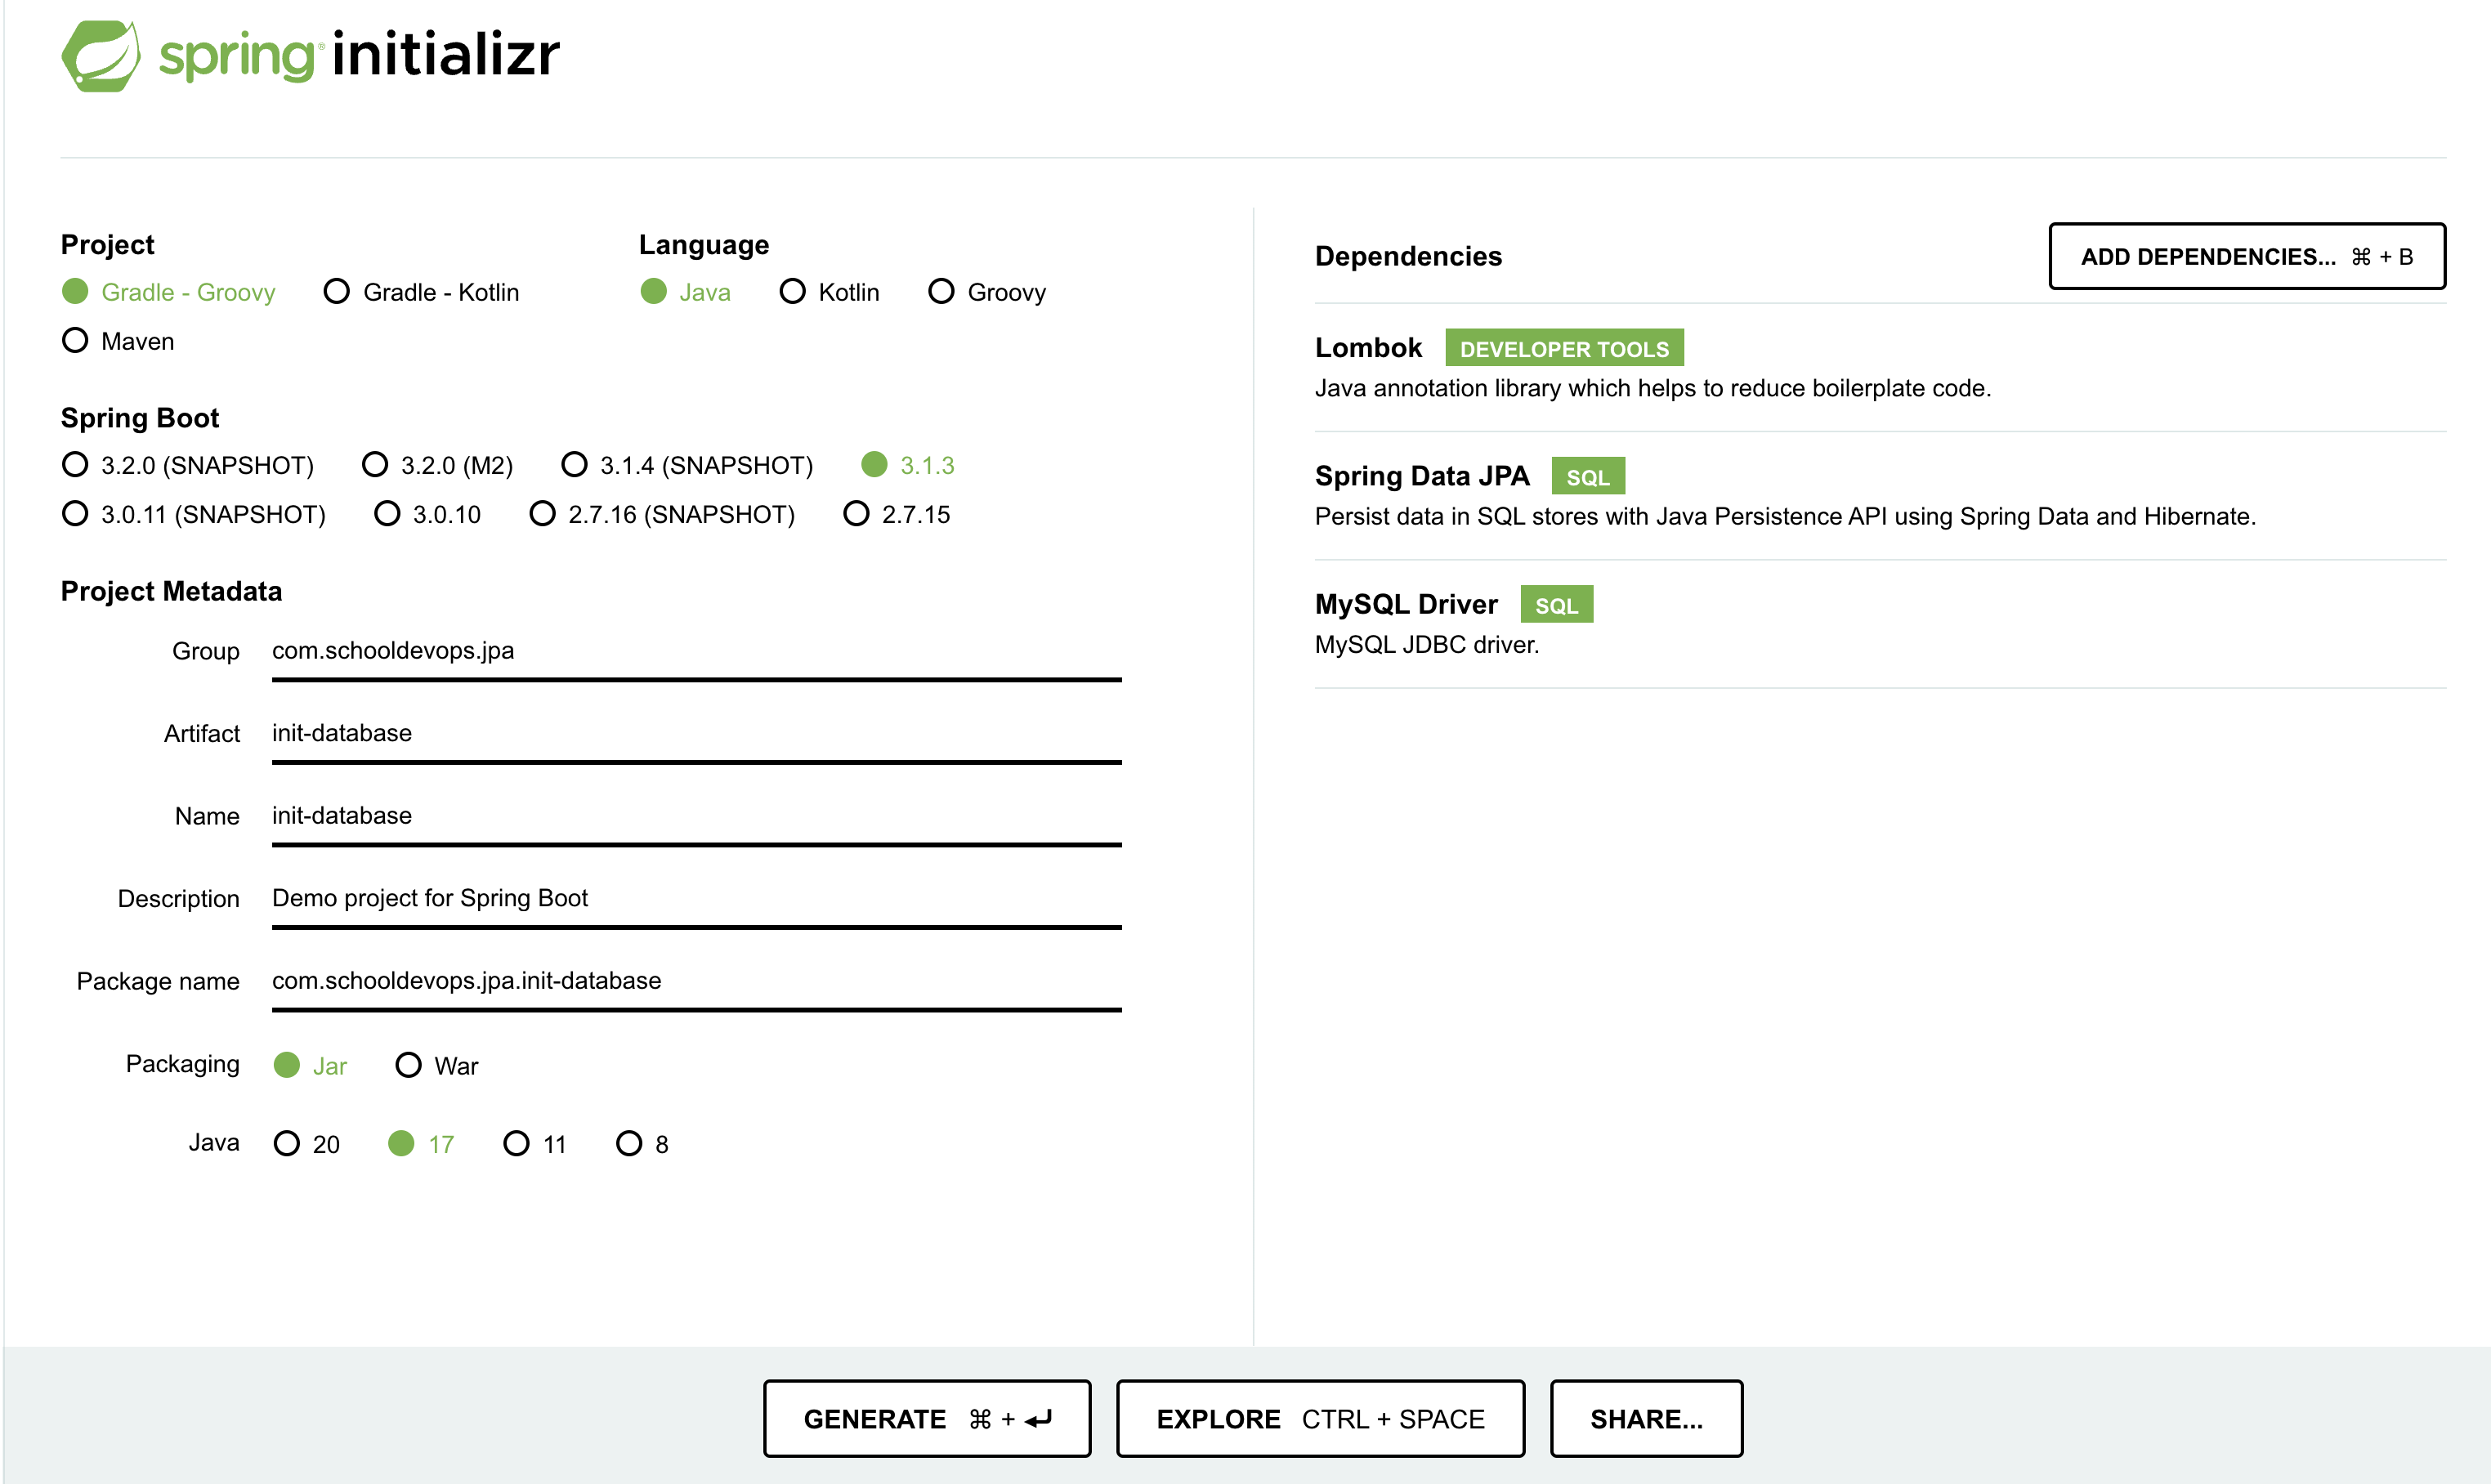 spring® initializr
Project
Gradle - Groovy
Gradle - Kotlin
Maven
Language
Java
Kotlin
Groovy
Spring Boot
3.2.0 (SNAPSHOT)
3.2.0 (M2)
3.1.4 (SNAPSHOT)
3.1.3
3.0.11 (SNAPSHOT)
3.0.10
2.7.16 (SNAPSHOT)
2.7.15
Project Metadata
Group com.schooldevops.jpa
Artifact init-database
Name init-database
Description Demo project for Spring Boot
Package name com.schooldevops.jpa.init-database
Packaging Jar War
Java 20 17 11 8
Dependencies
ADD DEPENDENCIES... ⌘ + B
Lombok DEVELOPER TOOLS
Java annotation library which helps to reduce boilerplate code.
Spring Data JPA SQL
Persist data in SQL stores with Java Persistence API using Spring Data and Hibernate.
MySQL Driver SQL
MySQL JDBC driver.
GENERATE ⌘ + ↵
EXPLORE CTRL + SPACE
SHARE...